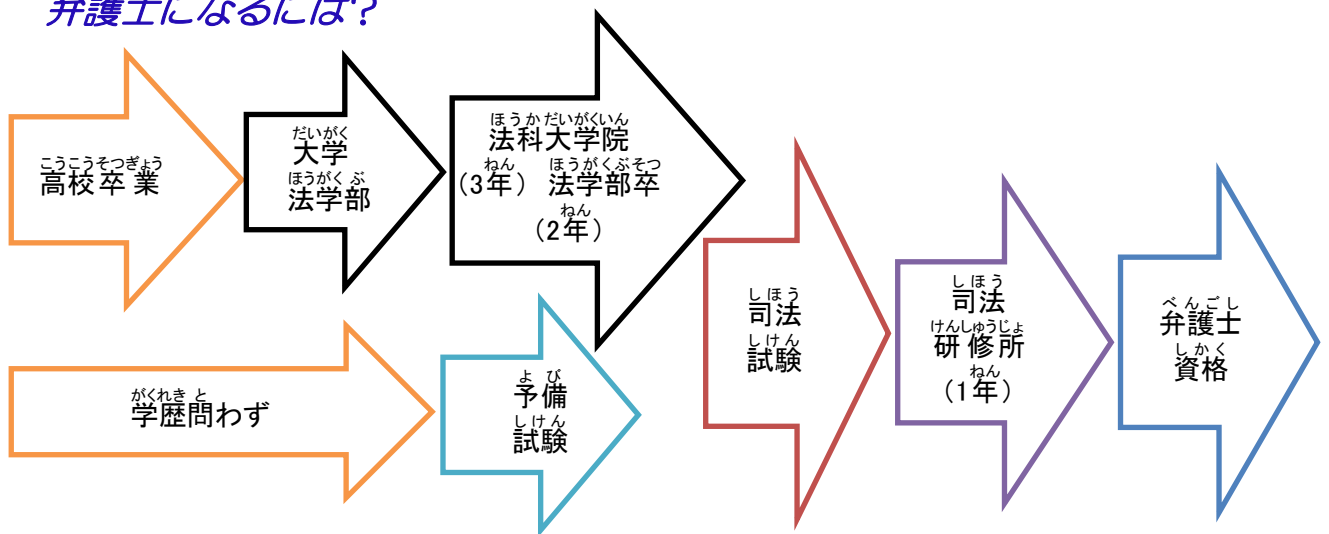 弁護士になるには?
こうこうそつぎょう
高校卒業
だいがく
大学
ほうがくぶ
法学部
ほうかだいがくいん
法科大学院
ねん ほうがくぶそつ
(3年) 法学部卒
ねん
(2年)
がくれきと
学歴問わず
よび
予備
しけん
試験
しほう
司法
しけん
試験
しほう
司法
けんしゅうじょ
研修所
ねん
(1年)
べんごし
弁護士
しかく
資格